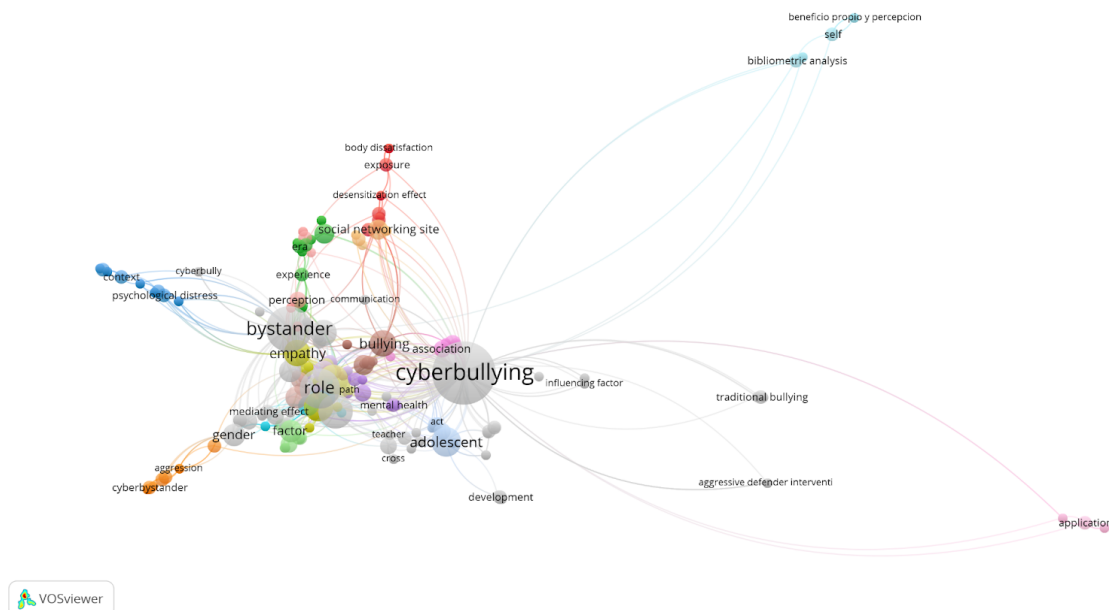 beneficio propio y percepcion
self
bibliometric analysis
body dissatisfaction
exposure
desensitization effect
social networking site
era
experience
context
cyberbully
psychological distress
perception
communication
bystander
bullying
association
empathy
cyberbullying
role
path
influencing factor
traditional bullying
mental health
mediating effect
act
gender
factor
teacher
adolescent
cross
aggression
cyberbystander
development
aggressive defender interventi
application
VOSviewer